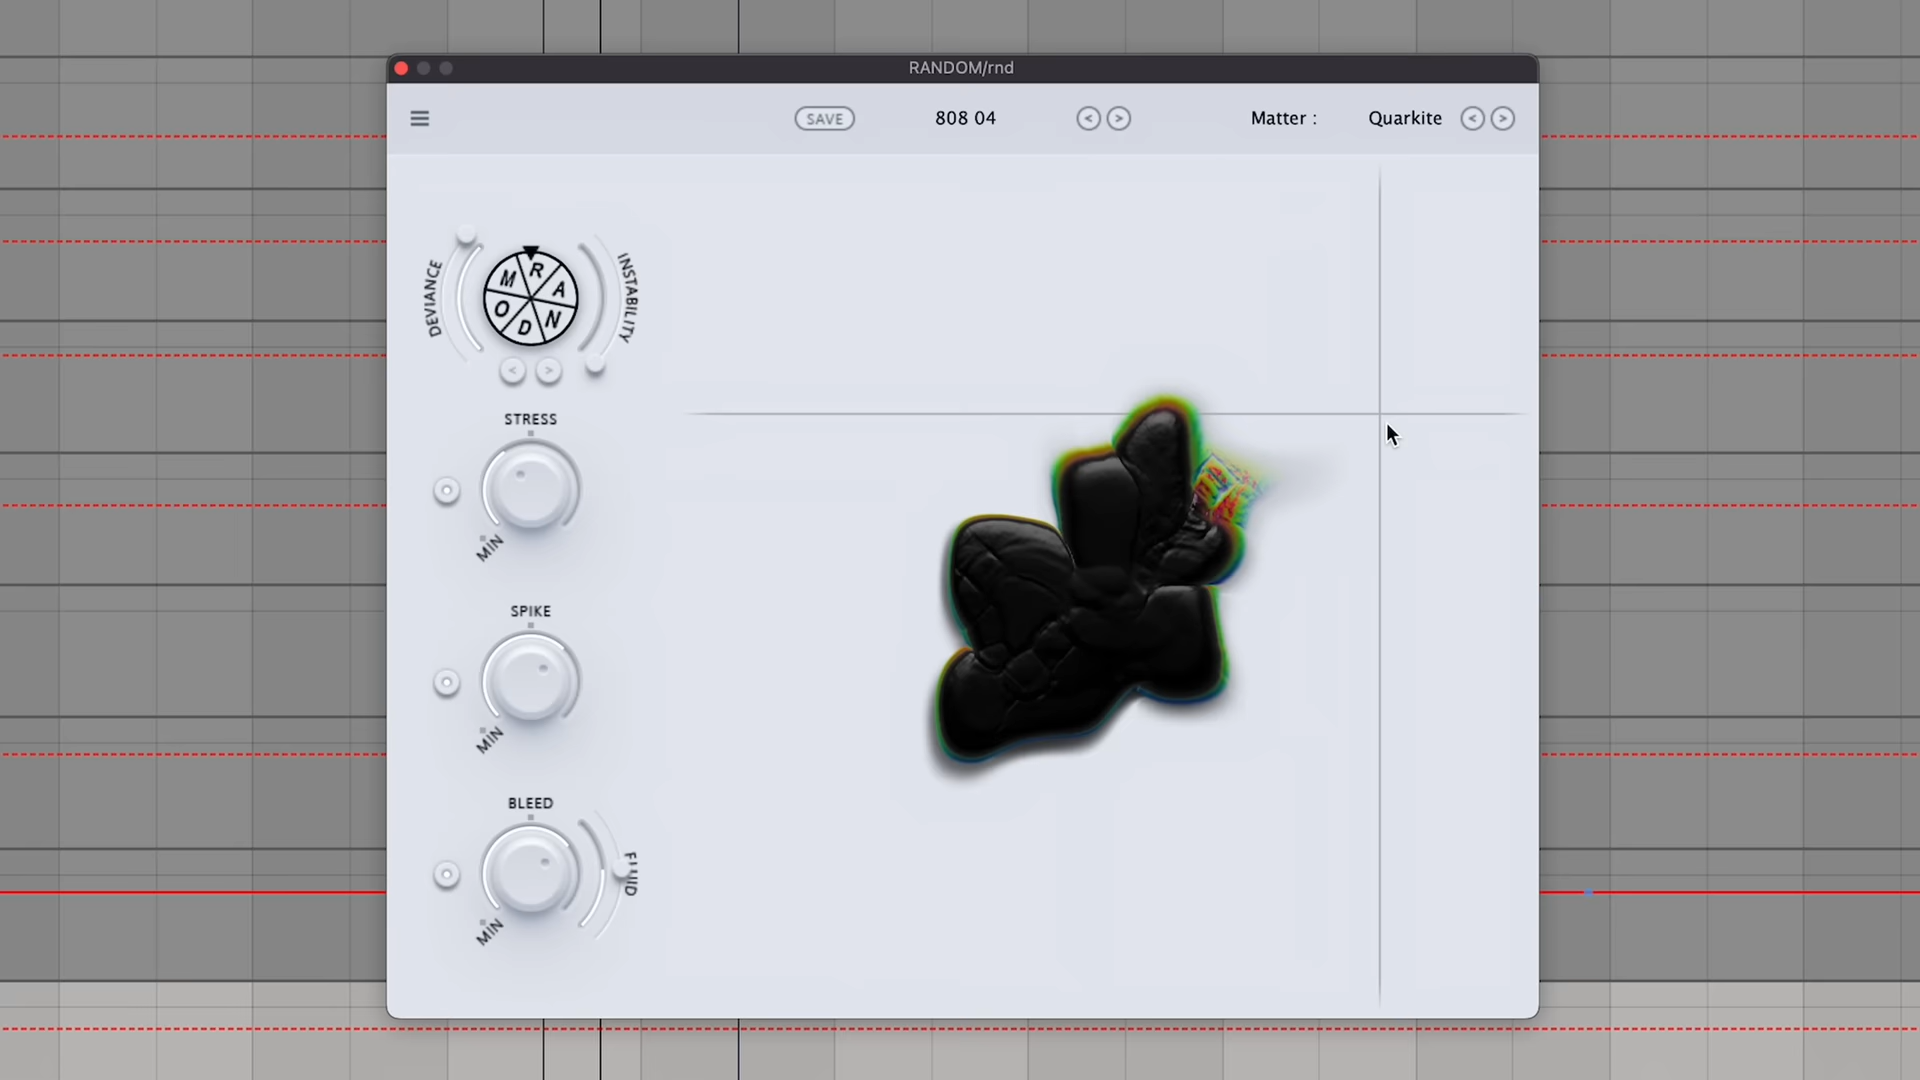 RANDOM/rnd
SAVE
808 04
< >
Matter :
Quarkite
< >
DEVIANCE
R A N D O M
INSTABILITY
< >
STRESS
MIN
SPIKE
MIN
BLEED
FLUID
MIN